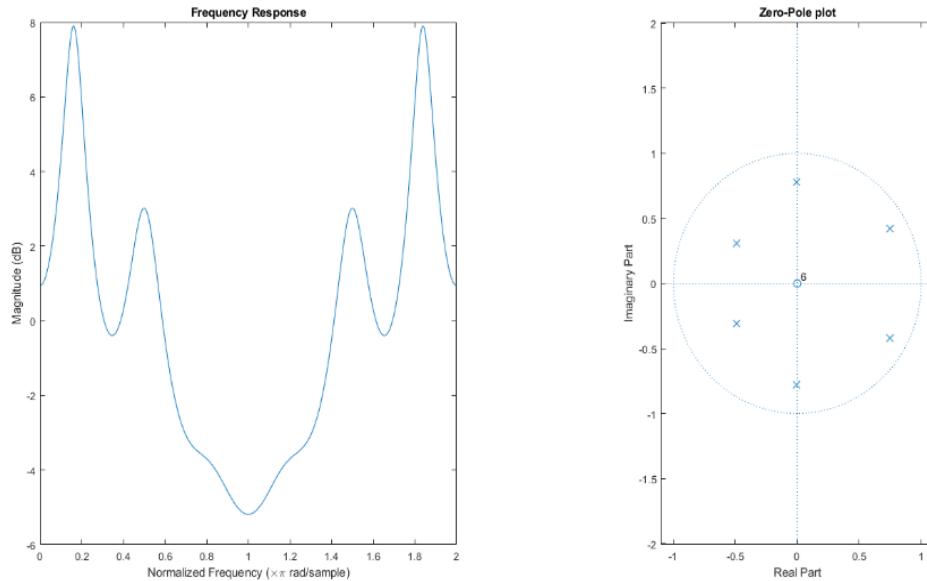 Frequency Response
8
6
4
2
0
-2
-4
-6
Magnitude (dB)
0 0.2 0.4 0.6 0.8 1.0 1.2 1.4 1.6 1.8 2
Normalized Frequency (×π rad/sample)
Zero-Pole plot
2
1.5
1
0.5
0
-0.5
-1
-1.5
-2
Imaginary Part
6
-1 -0.5 0 0.5 1
Real Part